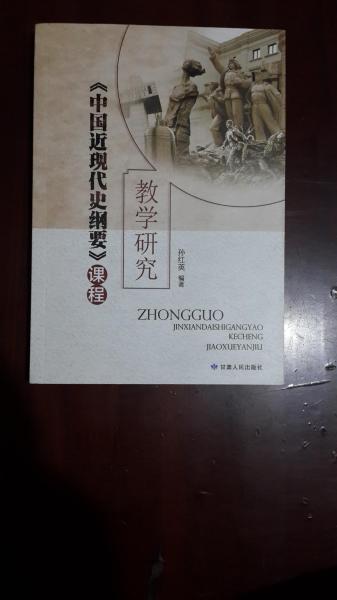 《中国近现代史纲要》课程
教学研究
孙红英 编著
ZHONGGUO
JINXIANDAISHIGANGYAO
KECHENG
JIAOXUEYANJIU
甘肃人民出版社